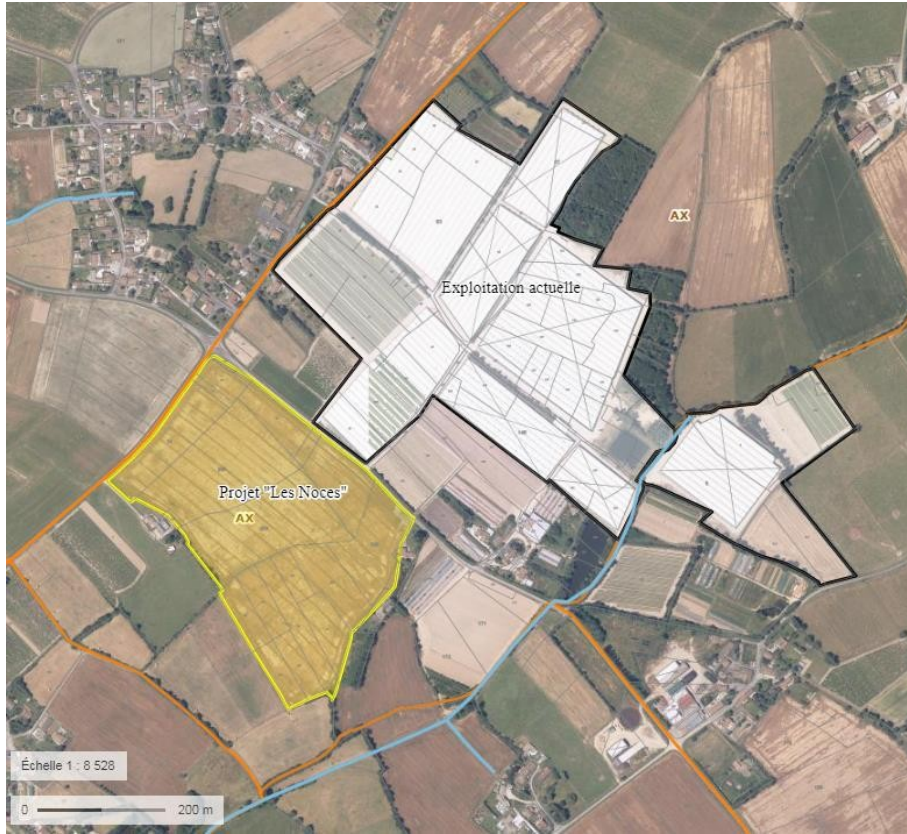 AX
Exploitation actuelle
Projet "Les Noces"
AX
Échelle 1 : 8 528
0 200 m